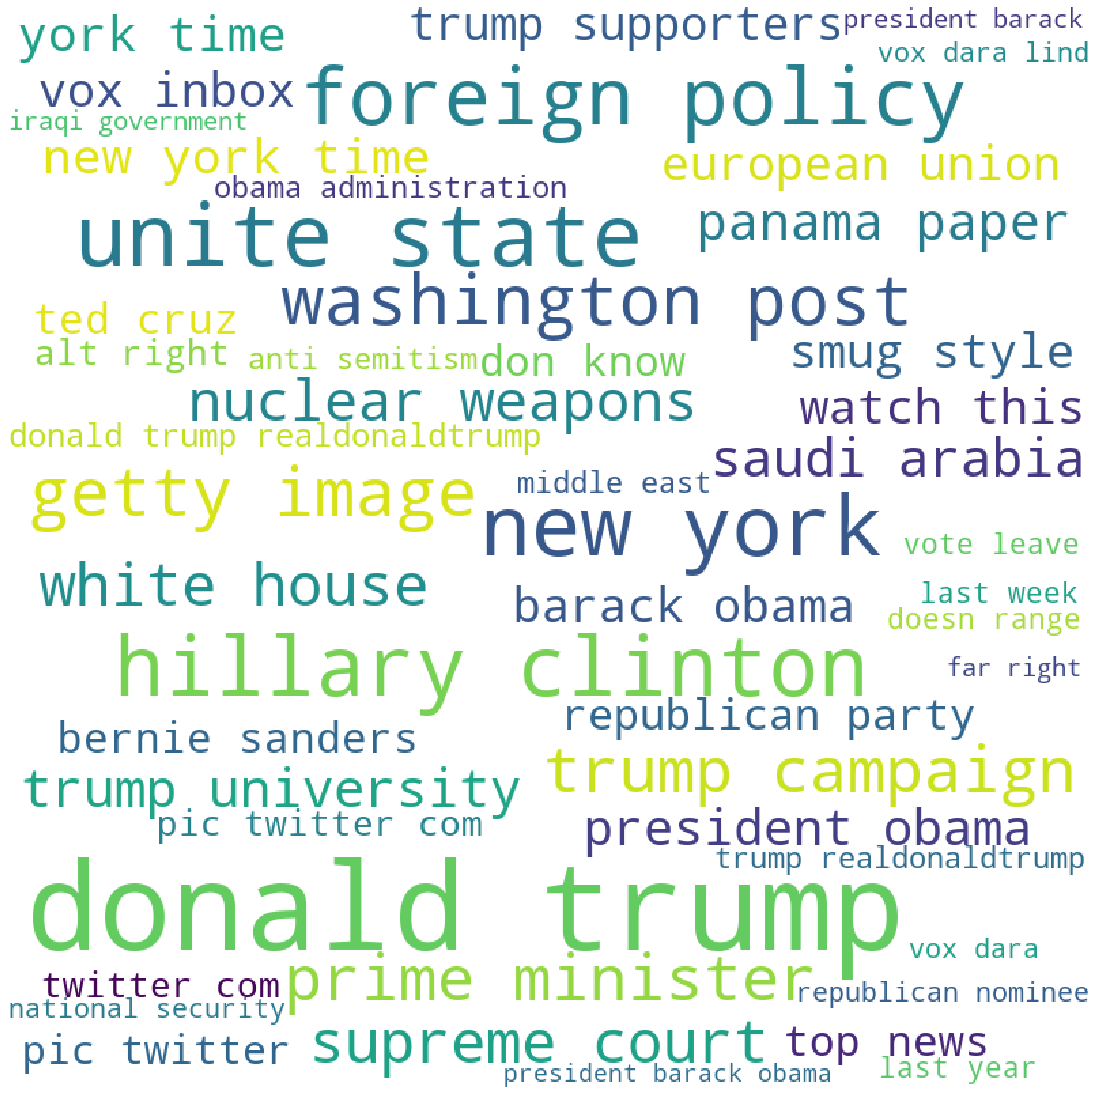 york time
trump supporters
president barack
vox dara lind
vox inbox
foreign policy
iraqi government
new york time
european union
obama administration
unite state
panama paper
washington post
ted cruz
alt right
anti semitism
don know
smug style
nuclear weapons
watch this
donald trump realdonaldtrump
saudi arabia
getty image
middle east
new york
vote leave
white house
barack obama
last week
doesn range
hillary clinton
far right
bernie sanders
republican party
trump university
trump campaign
pic twitter com
president obama
trump realdonaldtrump
donald trump
vox dara
twitter com
prime minister
republican nominee
national security
pic twitter
supreme court
top news
president barack obama
last year